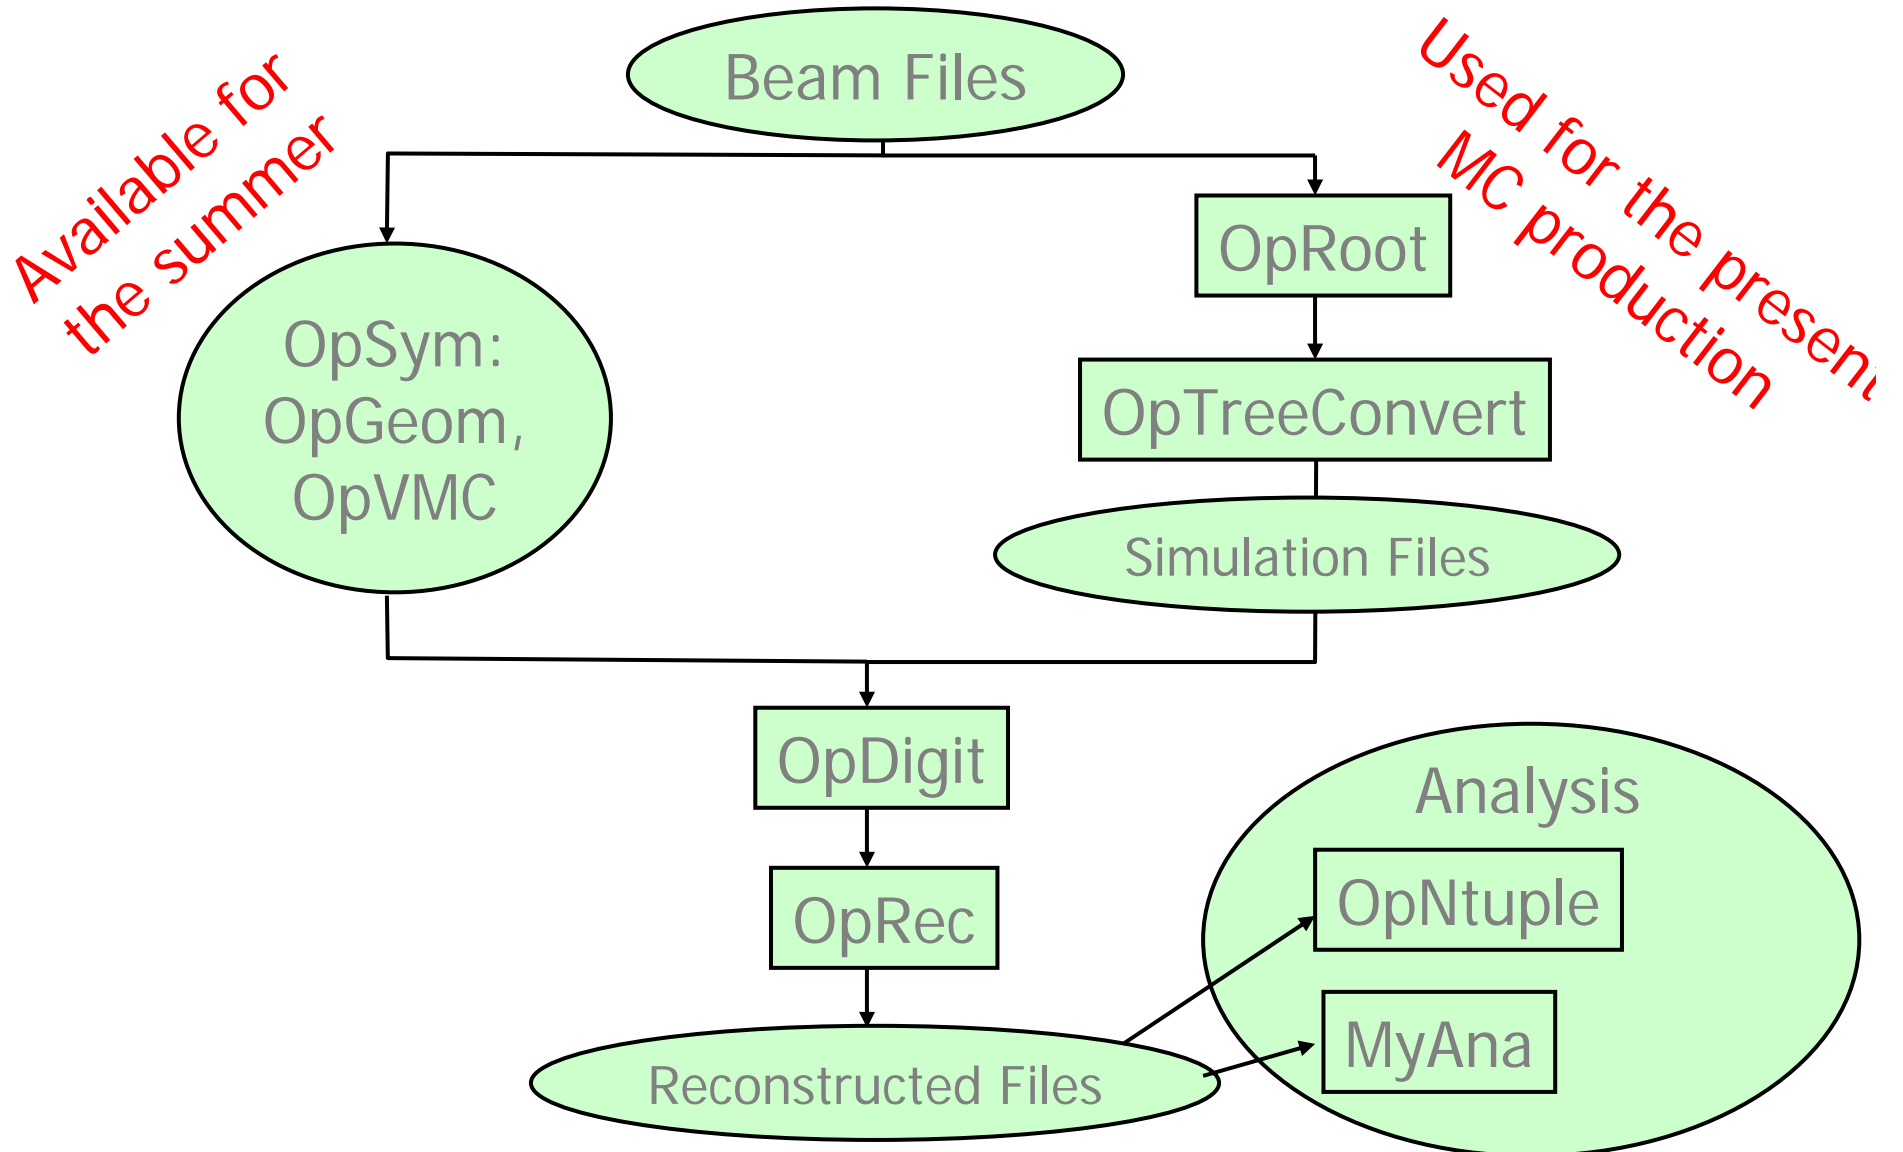 Beam Files
Available for
the summer
Used for the present
MC production
OpRoot
OpSym:
OpGeom,
OpVMC
OpTreeConvert
Simulation Files
OpDigit
Analysis
OpNtuple
OpRec
MyAna
Reconstructed Files